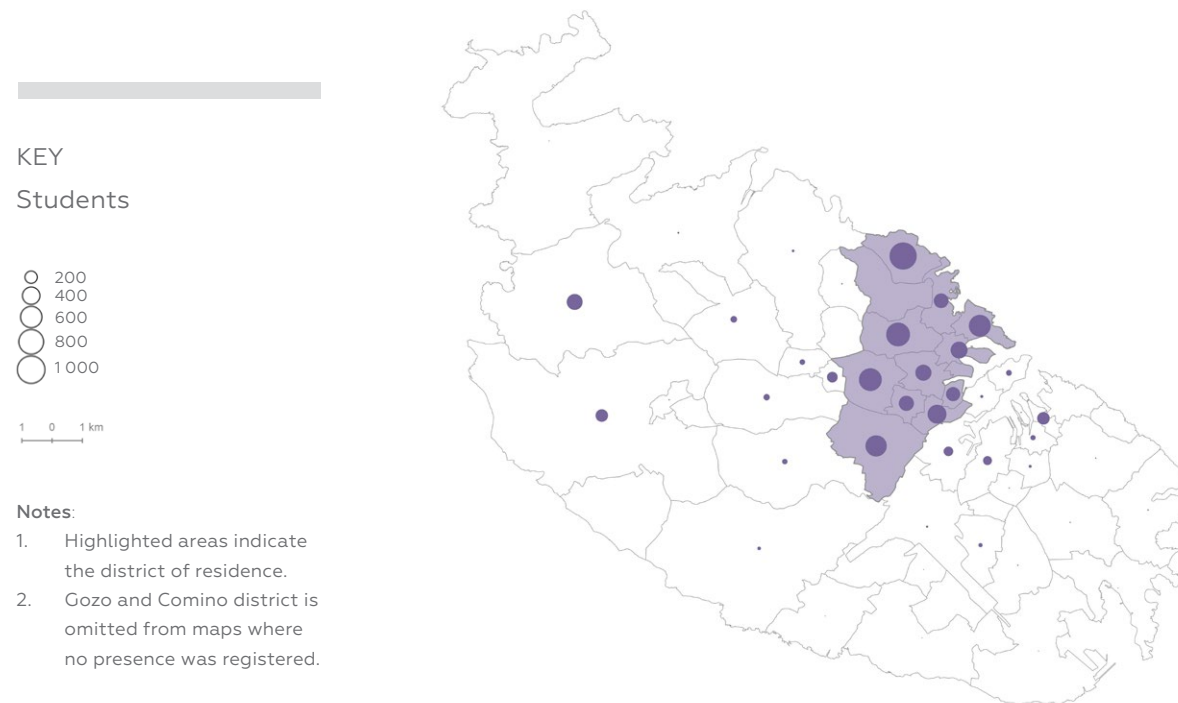 KEY
Students
200
400
600
800
1 000
1 0 1 km
Notes:
1. Highlighted areas indicate
the district of residence.
2. Gozo and Comino district is
omitted from maps where
no presence was registered.